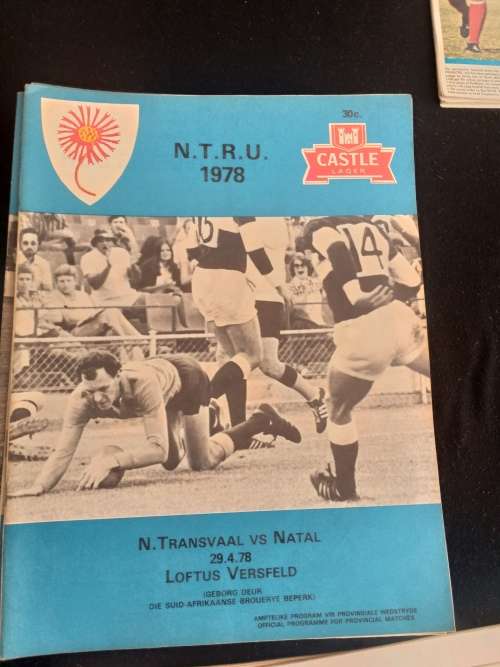 30c.
N.T.R.U.
1978
CASTLE
LAGER
15
14
N. TRANSVAAL VS NATAL
29.4.78
LOFTUS VERSFELD
(GEBORG DEUR
DIE SUID-AFRIKAANSE BROUERYE BEPERK)
AMPTELIKE PROGRAM VIR PROVINSIALE WEDSTRYDE
OFFICIAL PROGRAMME FOR PROVINCIAL MATCHES